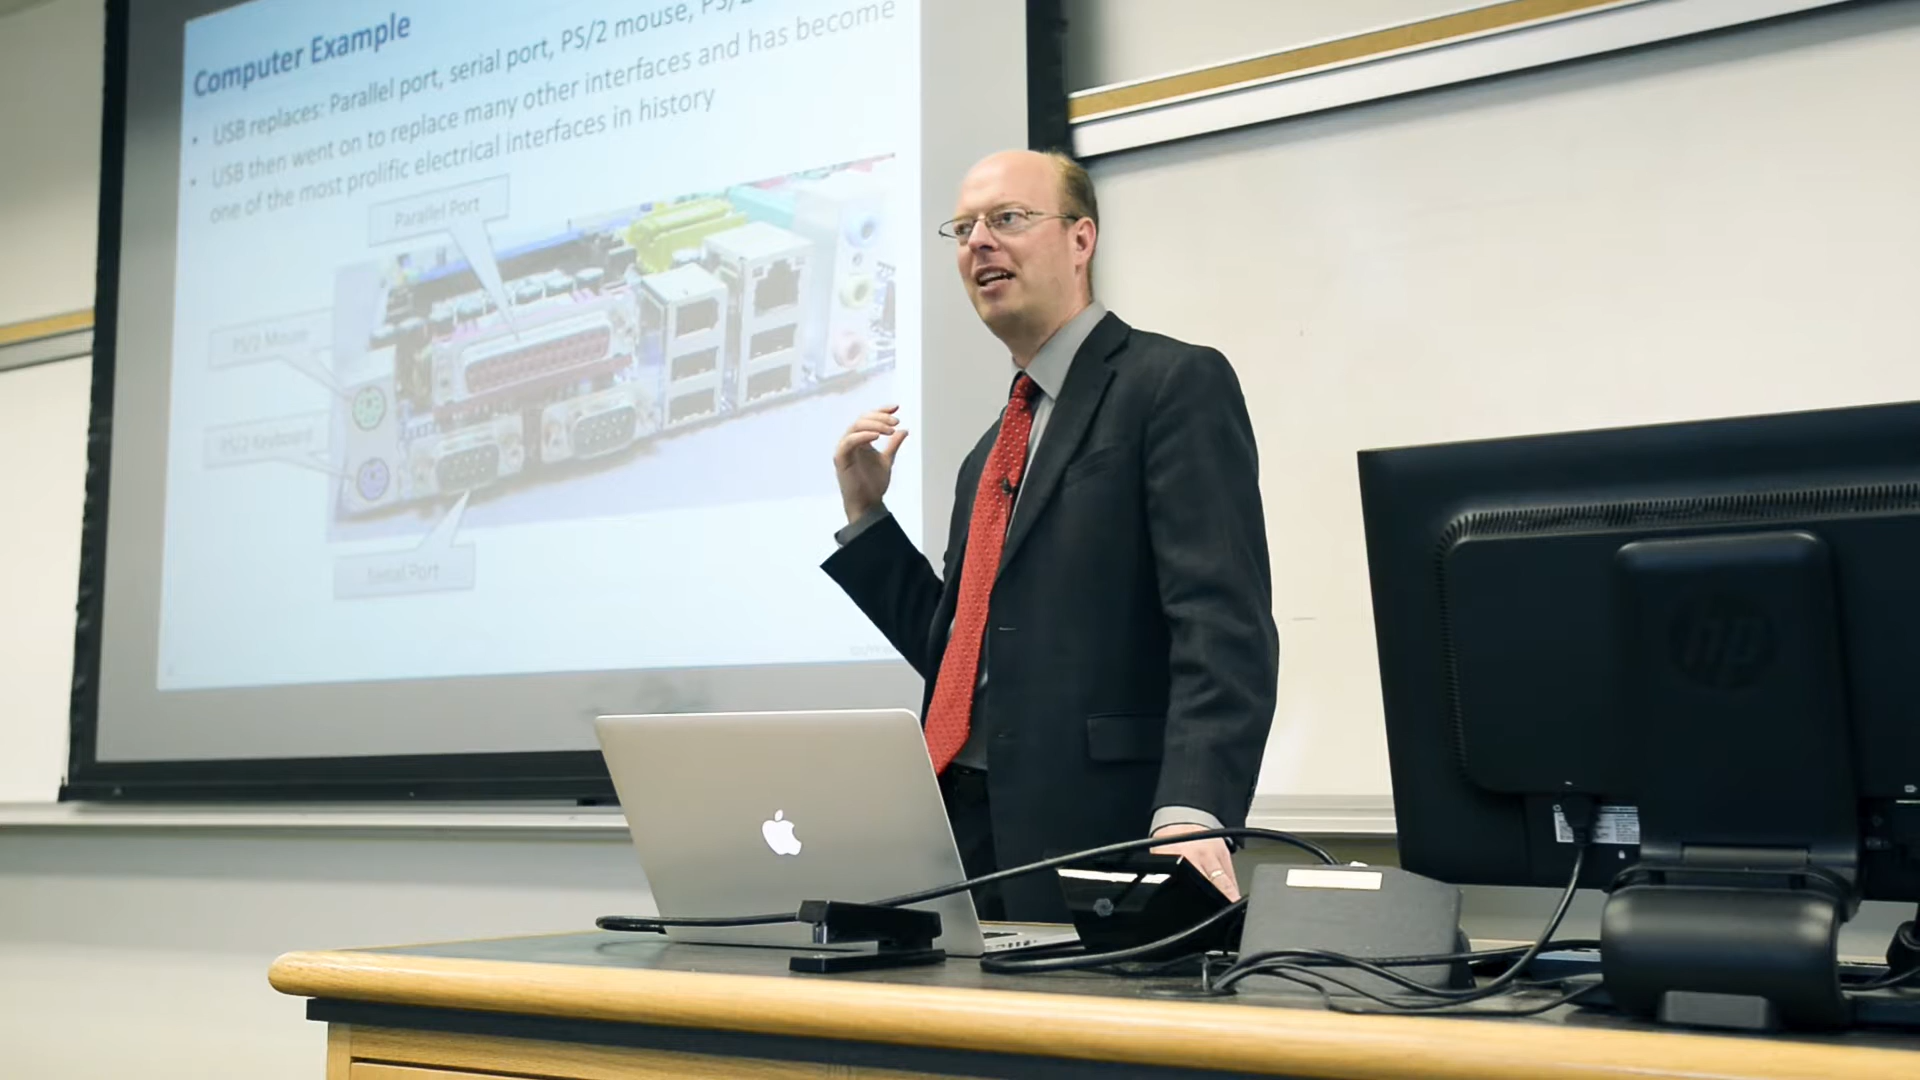 Computer Example
• USB replaces: Parallel port, serial port, PS/2 mouse, PS/2
• USB then went on to replace many other interfaces and has become
one of the most prolific electrical interfaces in history
Parallel Port
PS/2 Mouse
PS/2 Keyboard
Serial Port
hp